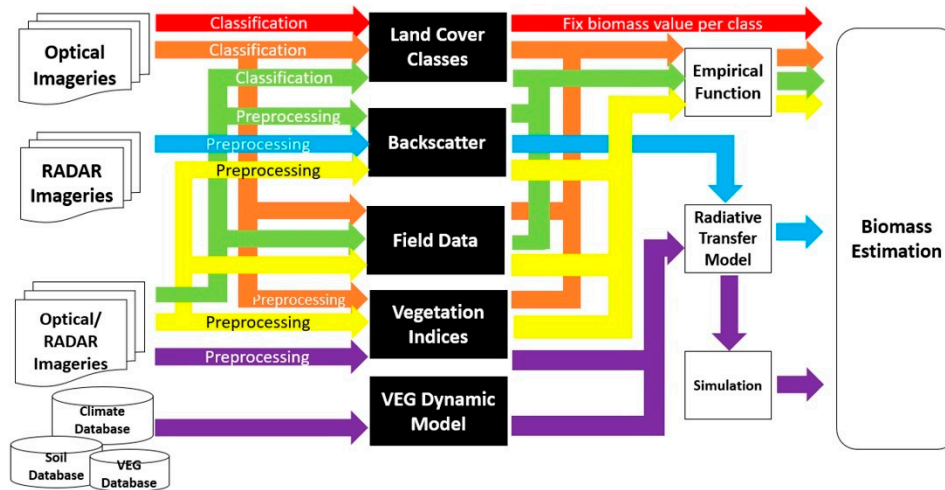 Optical
Imageries
RADAR
Imageries
Optical/
RADAR
Imageries
Climate
Database
Soil
Database
VEG
Database
Classification
Classification
Classification
Preprocessing
Preprocessing
Preprocessing
Preprocessing
Preprocessing
Preprocessing
Land Cover
Classes
Backscatter
Field Data
Vegetation
Indices
VEG Dynamic
Model
Fix biomass value per class
Empirical
Function
Radiative
Transfer
Model
Simulation
Biomass
Estimation